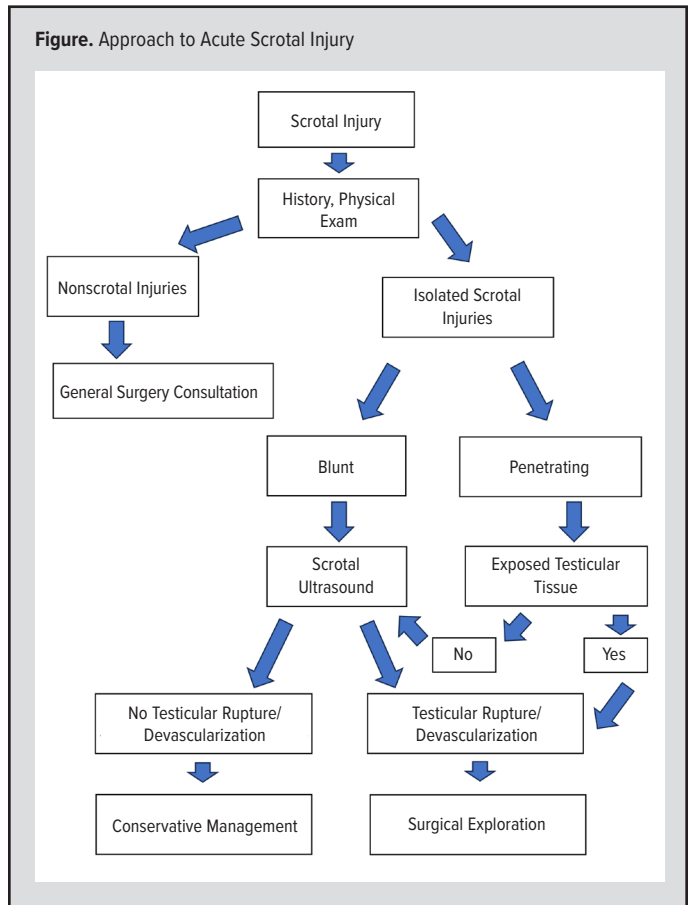 Figure. Approach to Acute Scrotal Injury
Scrotal Injury
History, Physical
Exam
Nonscrotal Injuries
Isolated Scrotal
Injuries
General Surgery Consultation
Blunt
Penetrating
Scrotal
Ultrasound
Exposed Testicular
Tissue
No
Yes
No Testicular Rupture/
Devascularization
Testicular Rupture/
Devascularization
Conservative Management
Surgical Exploration